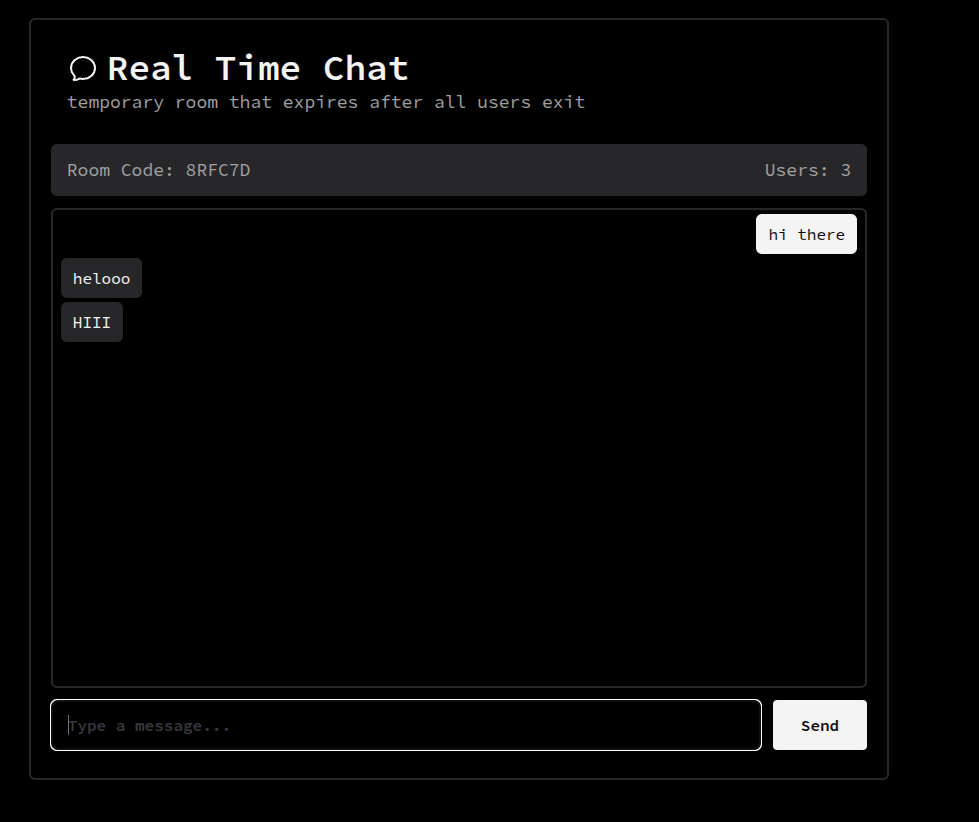 Real Time Chat
temporary room that expires after all users exit
Room Code: 8RFC7D Users: 3
hi there
helooo
HIII
Type a message... Send